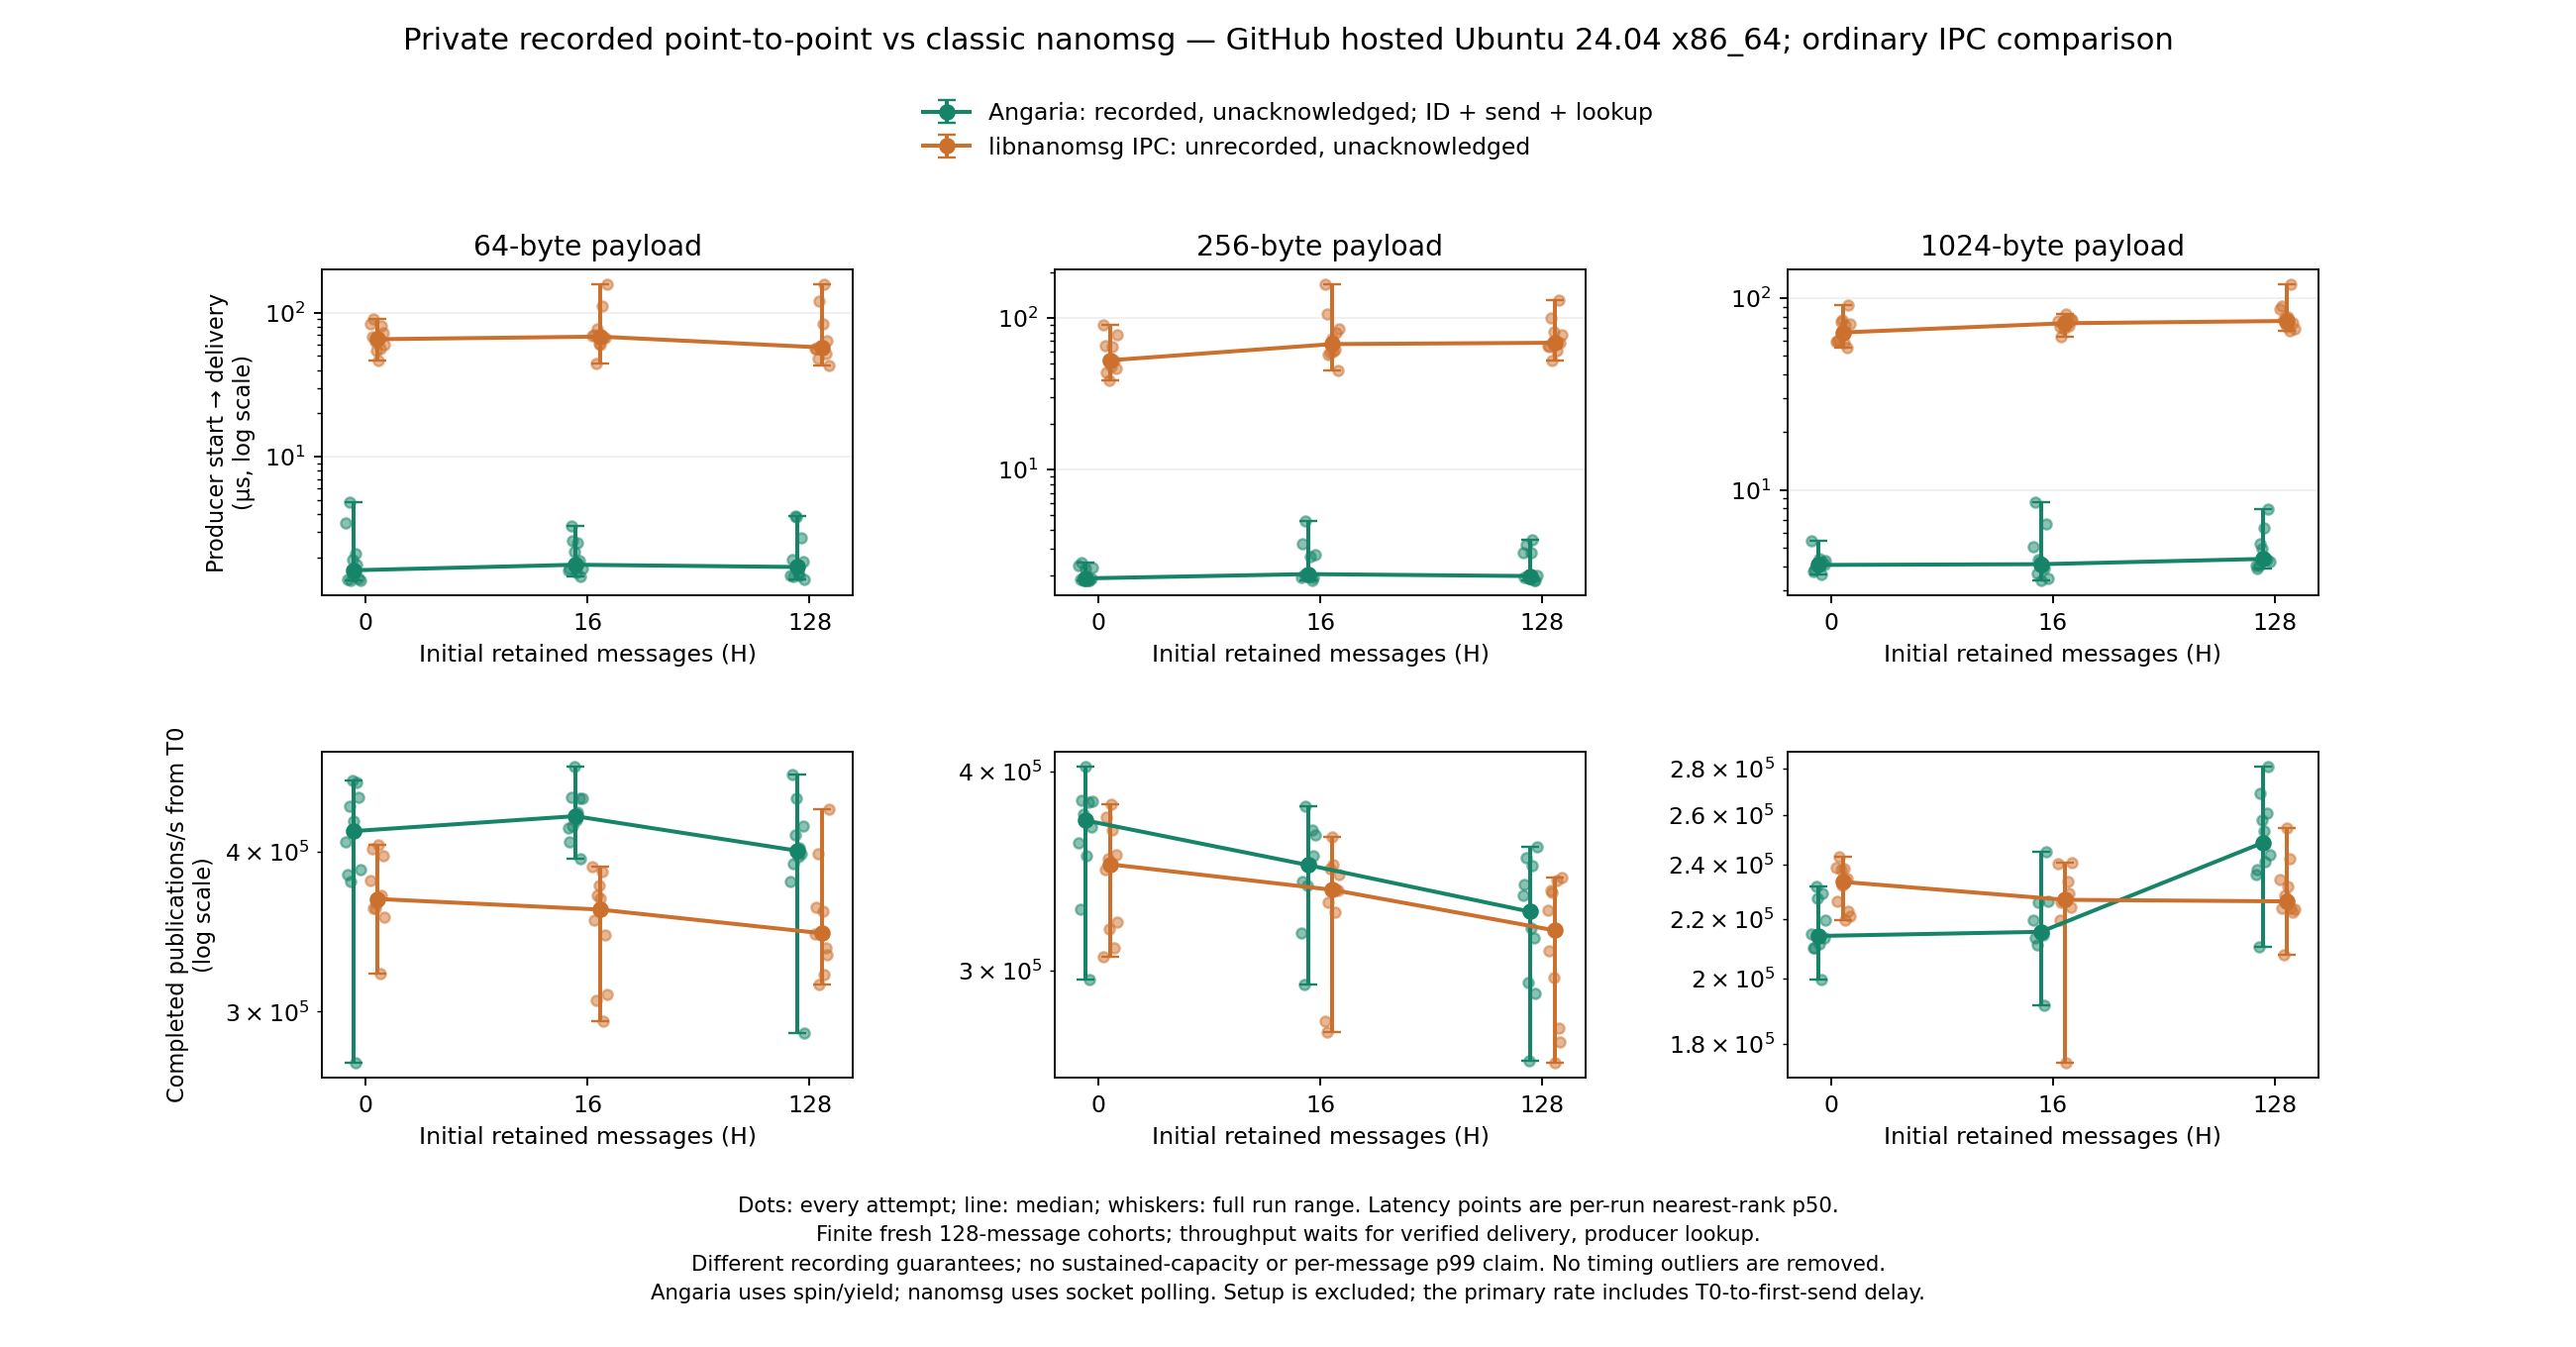 Private recorded point-to-point vs classic nanomsg — GitHub hosted Ubuntu 24.04 x86_64; ordinary IPC comparison
Angaria: recorded, unacknowledged; ID + send + lookup
libnanomsg IPC: unrecorded, unacknowledged
64-byte payload
256-byte payload
1024-byte payload
Producer start → delivery
(µs, log scale)
10²
10¹
0 16 128
Initial retained messages (H)
10²
10¹
0 16 128
Initial retained messages (H)
10²
10¹
0 16 128
Initial retained messages (H)
Completed publications/s from T0
(log scale)
4 × 10⁵
3 × 10⁵
0 16 128
Initial retained messages (H)
4 × 10⁵
3 × 10⁵
0 16 128
Initial retained messages (H)
2.8 × 10⁵
2.6 × 10⁵
2.4 × 10⁵
2.2 × 10⁵
2 × 10⁵
1.8 × 10⁵
0 16 128
Initial retained messages (H)
Dots: every attempt; line: median; whiskers: full run range. Latency points are per-run nearest-rank p50.
Finite fresh 128-message cohorts; throughput waits for verified delivery, producer lookup.
Different recording guarantees; no sustained-capacity or per-message p99 claim. No timing outliers are removed.
Angaria uses spin/yield; nanomsg uses socket polling. Setup is excluded; the primary rate includes T0-to-first-send delay.